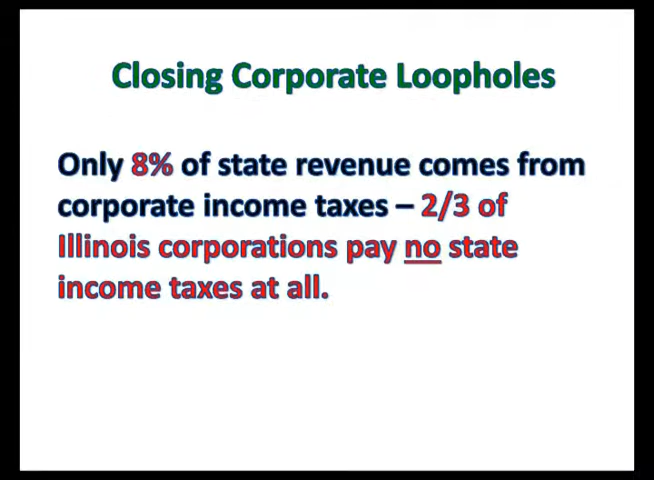 Closing Corporate Loopholes
Only 8% of state revenue comes from
corporate income taxes – 2/3 of
Illinois corporations pay no state
income taxes at all.